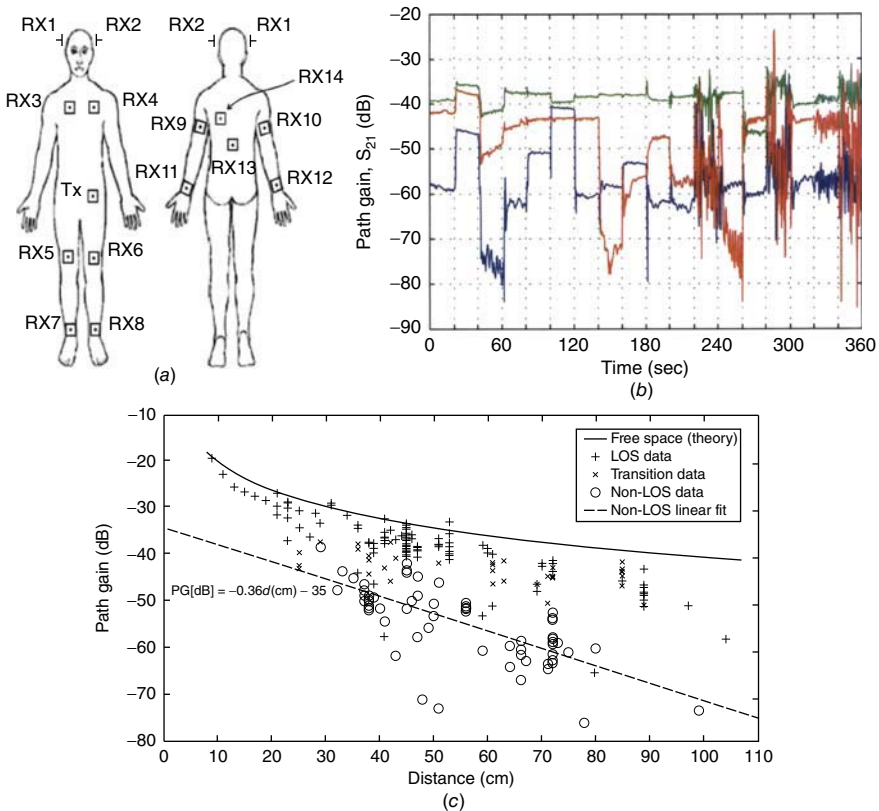 RX1 RX2 RX2 RX1
RX14
RX3 RX4
RX9 RX10
RX13
RX11 RX12
Tx
RX5 RX6
RX7 RX8
(a)
−20
−30
−40
−50
−60
−70
−80
−90
Path gain, S21 (dB)
0 60 120 180 240 300 360
Time (sec)
(b)
−10
−20
−30
−40
−50
−60
−70
−80
Path gain (dB)
Free space (theory)
LOS data
Transition data
Non-LOS data
Non-LOS linear fit
PG[dB] = −0.36d(cm) − 35
0 10 20 30 40 50 60 70 80 90 100 110
Distance (cm)
(c)